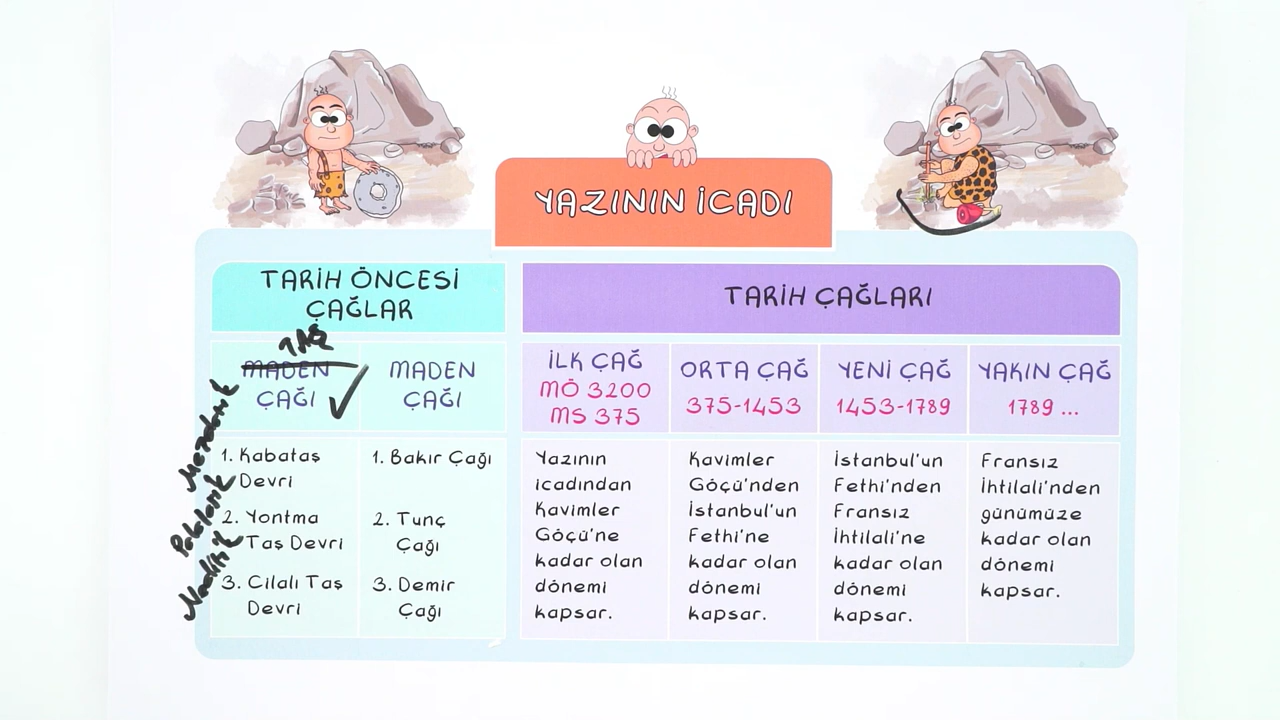 YAZININ İCADI
TARİH ÖNCESİ
ÇAĞLAR
TARİH ÇAĞLARI
TAŞ
MADEN
ÇAĞI
MADEN
ÇAĞI
İLK ÇAĞ
MÖ 3200
MS 375
ORTA ÇAĞ
375-1453
YENİ ÇAĞ
1453-1789
YAKIN ÇAĞ
1789 ...
1. Kabataş
Devri
2. Yontma
Taş Devri
3. Cilalı Taş
Devri
1. Bakır Çağı
2. Tunç
Çağı
3. Demir
Çağı
Yazının
icadından
Kavimler
Göçü'ne
kadar olan
dönemi
kapsar.
Kavimler
Göçü'nden
İstanbul'un
Fethi'ne
kadar olan
dönemi
kapsar.
İstanbul'un
Fethi'nden
Fransız
İhtilali'ne
kadar olan
dönemi
kapsar.
Fransız
İhtilali'nden
günümüze
kadar olan
dönemi
kapsar.